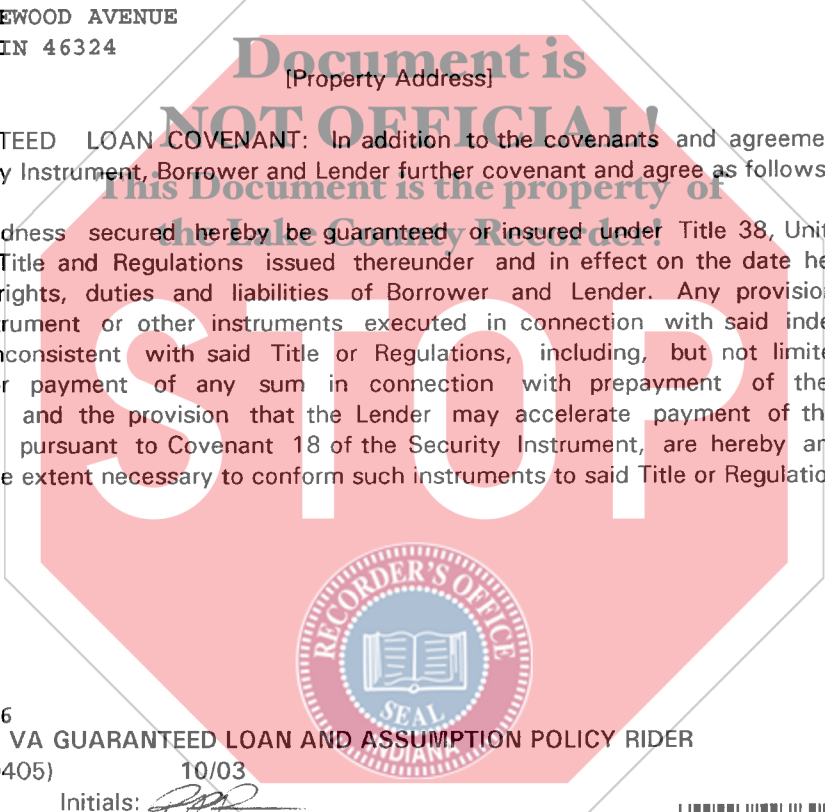 EWOOD AVENUE
IN 46324
Document is
[Property Address]
NOT OFFICIAL!
TEED LOAN COVENANT: In addition to the covenants and agreeme
y Instrument, Borrower and Lender further covenant and agree as follows
This Document is the property of
the Lake County Recorder!
dness secured hereby be guaranteed or insured under Title 38, Unit
Title and Regulations issued thereunder and in effect on the date he
rights, duties and liabilities of Borrower and Lender. Any provisio
rument or other instruments executed in connection with said inde
nconsistent with said Title or Regulations, including, but not limite
r payment of any sum in connection with prepayment of the
and the provision that the Lender may accelerate payment of th
pursuant to Covenant 18 of the Security Instrument, are hereby am
e extent necessary to conform such instruments to said Title or Regulatio
STOP
RECORDER'S OFFICE
SEAL
INDIANA
6
VA GUARANTEED LOAN AND ASSUMPTION POLICY RIDER
0405) 10/03
Initials: